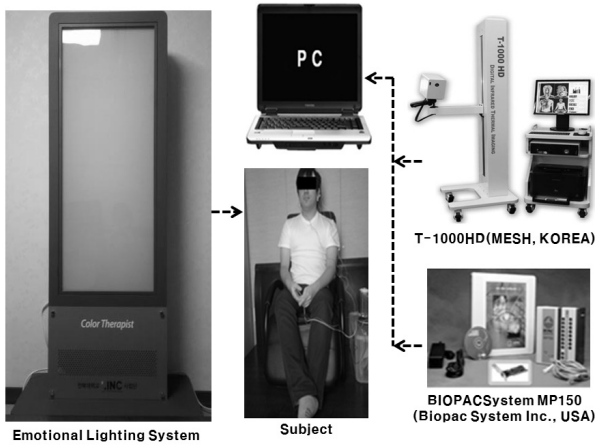 P C
T-1000 HD
DIGITAL INFRARED THERMAL IMAGING
T-1000HD(MESH, KOREA)
Color Therapist
.INC
Emotional Lighting System
Subject
BIOPACSystem MP150
(Biopac System Inc., USA)